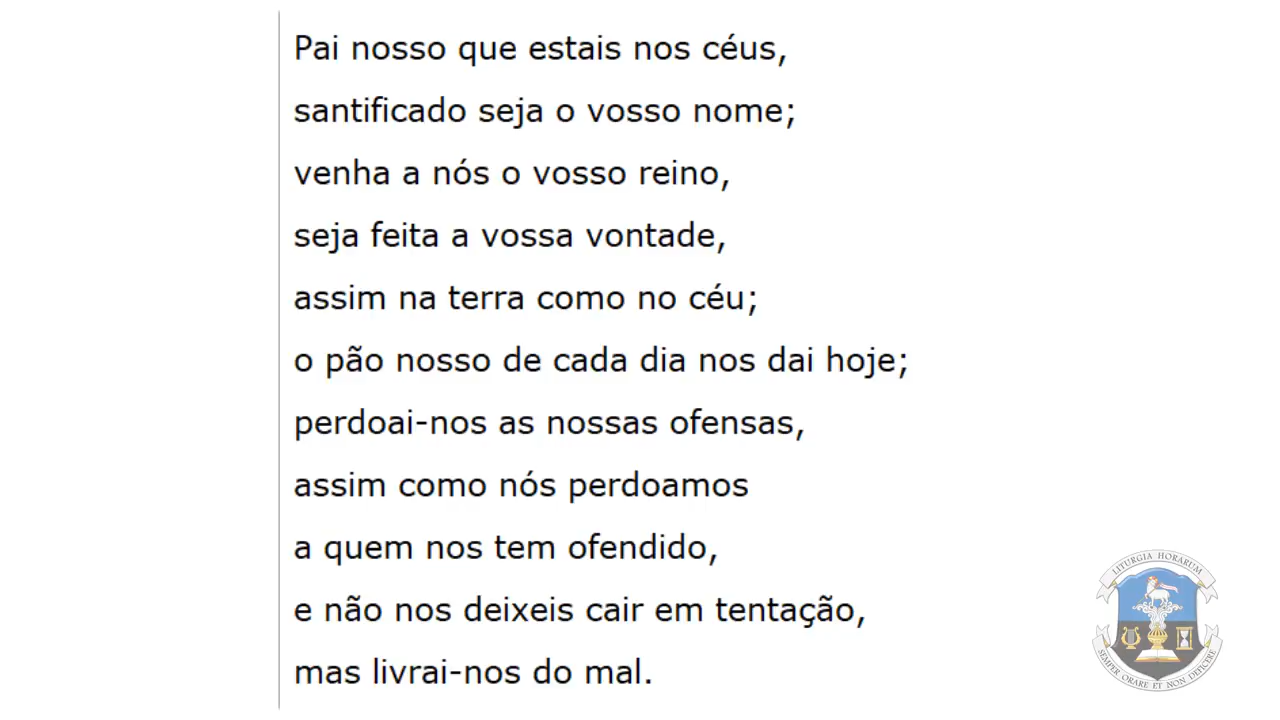 Pai nosso que estais nos céus,
santificado seja o vosso nome;
venha a nós o vosso reino,
seja feita a vossa vontade,
assim na terra como no céu;
o pão nosso de cada dia nos dai hoje;
perdoai-nos as nossas ofensas,
assim como nós perdoamos
a quem nos tem ofendido,
e não nos deixeis cair em tentação,
mas livrai-nos do mal.
LITURGIA HORARUM
SEMPER ORARE ET NON DEFICERE